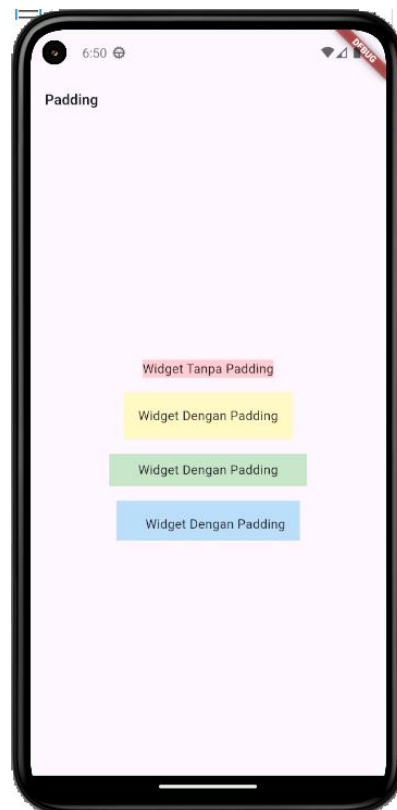 6:50
DEBUG
Padding
Widget Tanpa Padding
Widget Dengan Padding
Widget Dengan Padding
Widget Dengan Padding